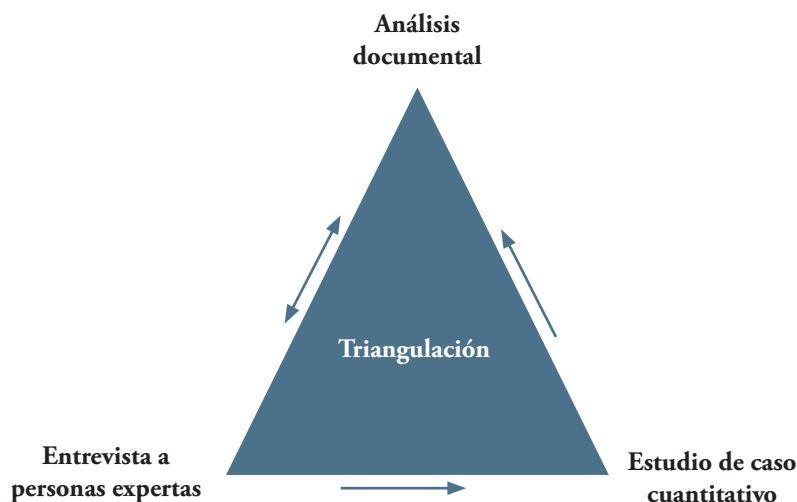 Análisis
documental
Triangulación
Entrevista a
personas expertas
Estudio de caso
cuantitativo